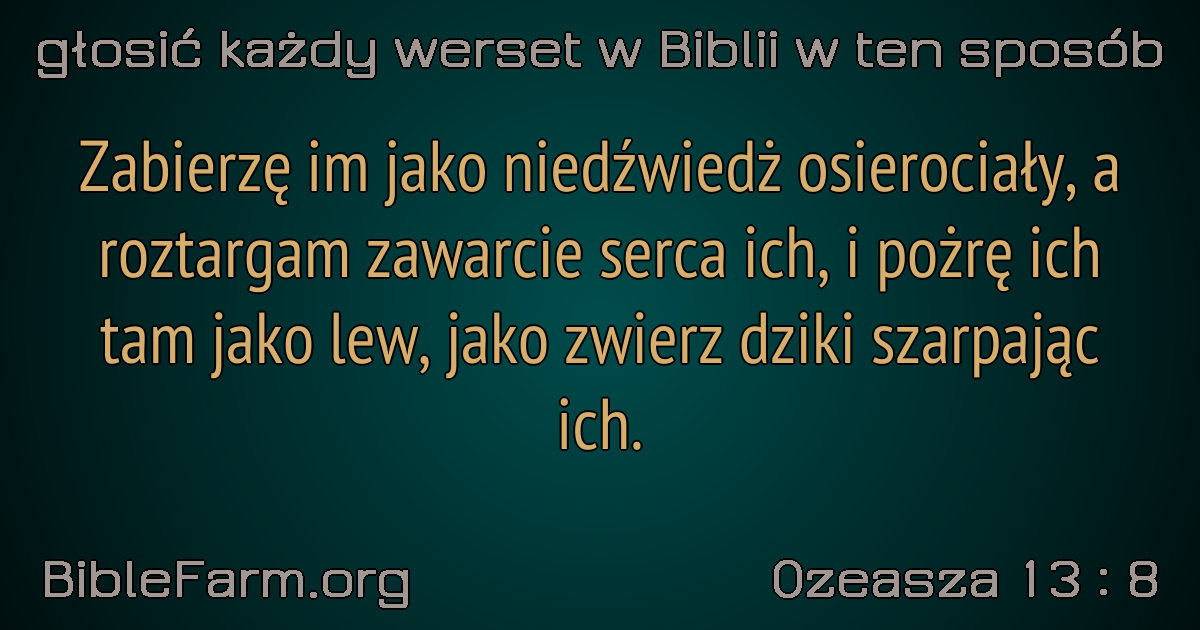 głosić każdy werset w Biblii w ten sposób
Zabierzę im jako niedźwiedż osierociały, a
roztargam zawarcie serca ich, i pożrę ich
tam jako lew, jako zwierz dziki szarpając
ich.
BibleFarm.org
Ozeasza 13 : 8